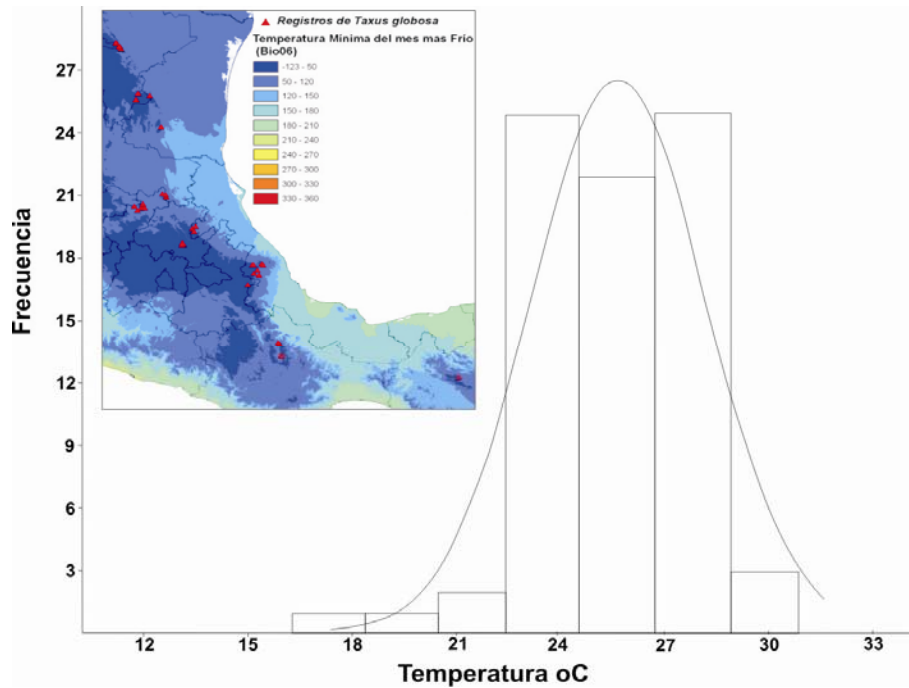 Registros de Taxus globosa
Temperatura Mínima del mes mas Frío
(Bio06)
-123 - 50
50 - 120
120 - 150
150 - 180
180 - 210
210 - 240
240 - 270
270 - 300
300 - 330
330 - 360
Frecuencia
27
24
21
18
15
12
9
6
3
12
15
18
21
24
27
30
33
Temperatura oC